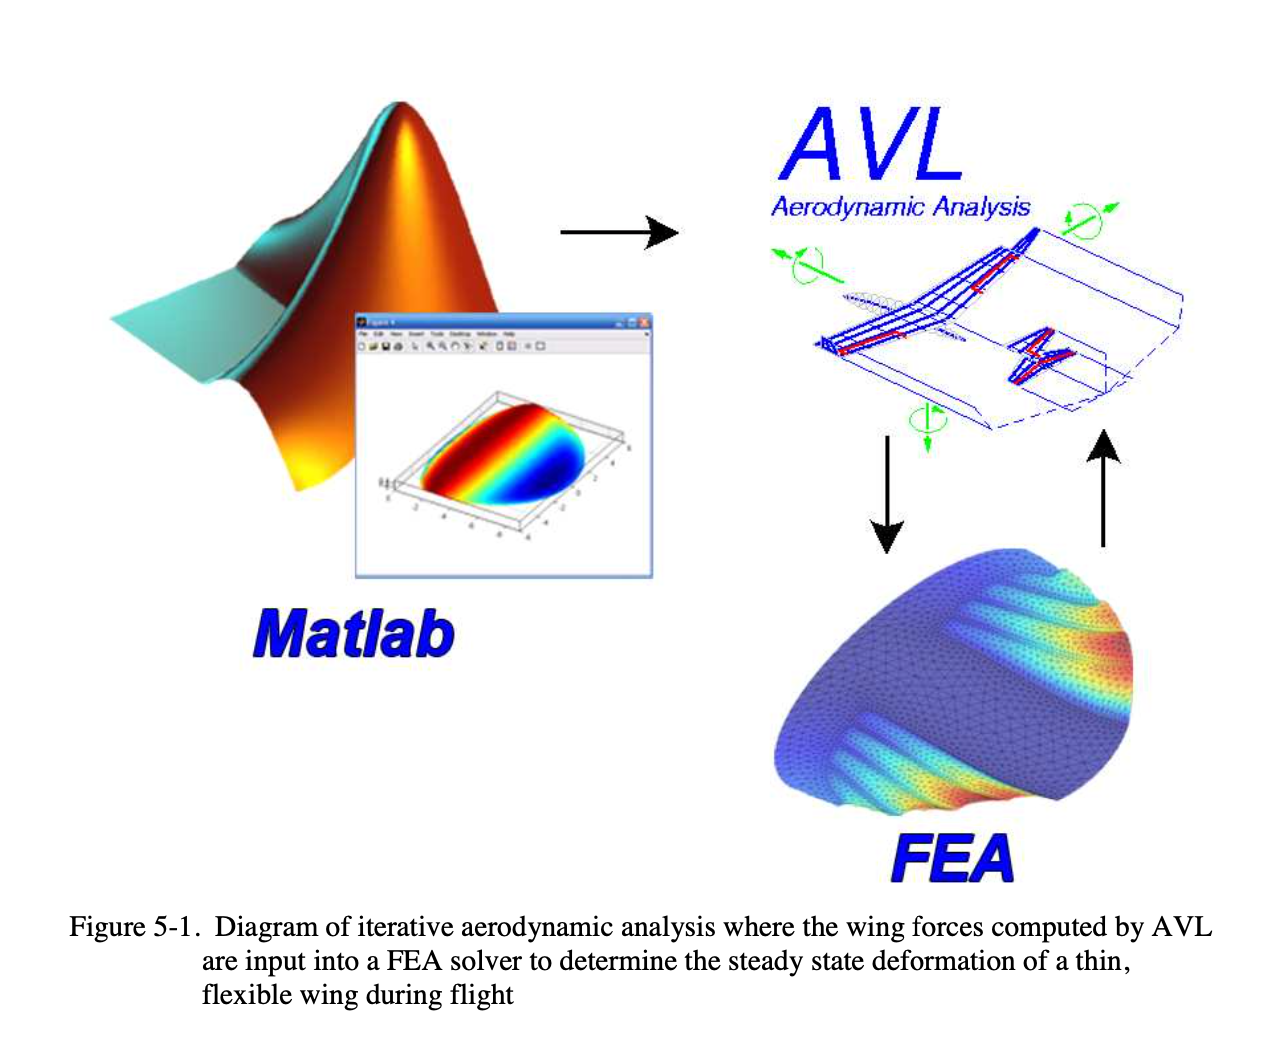 AVL
Aerodynamic Analysis
Matlab
FEA
Figure 5-1. Diagram of iterative aerodynamic analysis where the wing forces computed by AVL
are input into a FEA solver to determine the steady state deformation of a thin,
flexible wing during flight